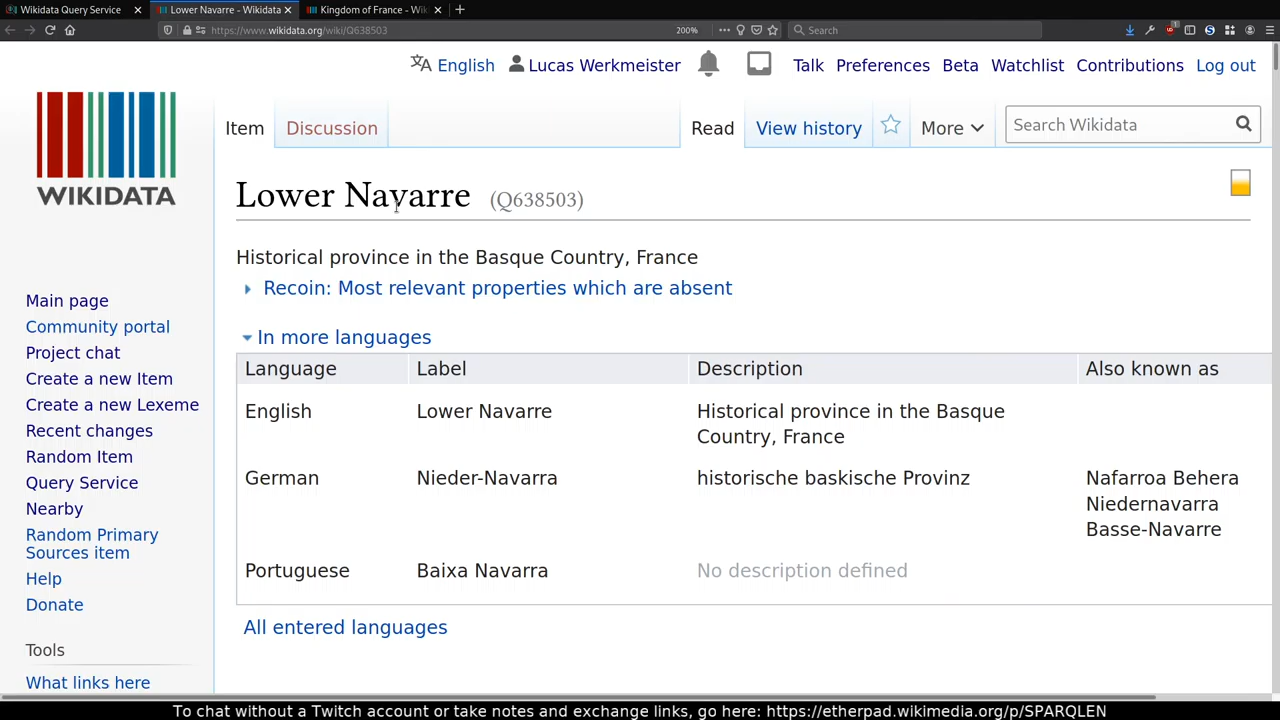 Wikidata Query Service
Lower Navarre - Wikidata
Kingdom of France - Wiki
https://www.wikidata.org/wiki/Q638503
200%
Search
English
Lucas Werkmeister
Talk
Preferences
Beta
Watchlist
Contributions
Log out
WIKIDATA
Item
Discussion
Read
View history
More
Search Wikidata
Lower Navarre (Q638503)
Historical province in the Basque Country, France
Recoin: Most relevant properties which are absent
In more languages
Language Label Description Also known as
English Lower Navarre Historical province in the Basque
Country, France
German Nieder-Navarra historische baskische Provinz Nafarroa Behera
Niedernavarra
Basse-Navarre
Portuguese Baixa Navarra No description defined
All entered languages
Main page
Community portal
Project chat
Create a new Item
Create a new Lexeme
Recent changes
Random Item
Query Service
Nearby
Random Primary
Sources item
Help
Donate
Tools
What links here
To chat without a Twitch account or take notes and exchange links, go here: https://etherpad.wikimedia.org/p/SPARQLEN